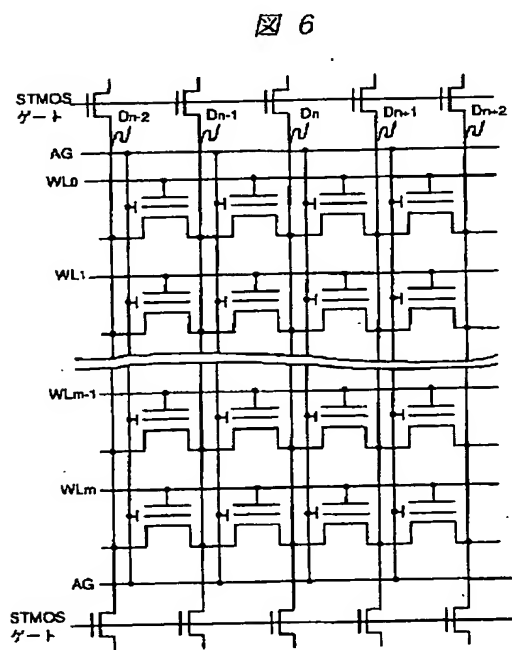 図 6
STMOS
ゲート
Dn-2 Dn-1 Dn Dn+1 Dn+2
AG
WL0
WL1
WLm-1
WLm
AG
STMOS
ゲート